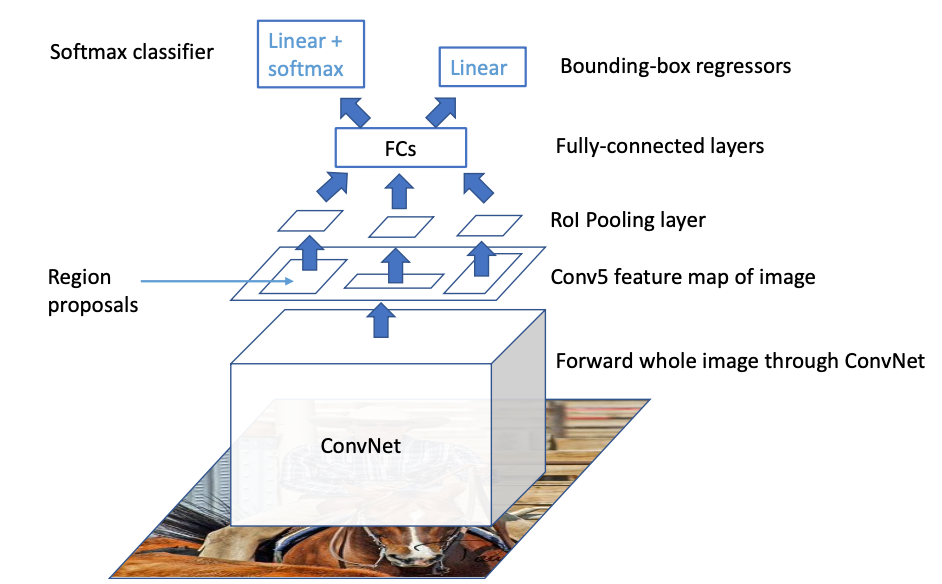 Softmax classifier
Linear +
softmax
Linear
Bounding-box regressors
FCs
Fully-connected layers
RoI Pooling layer
Region
proposals
Conv5 feature map of image
Forward whole image through ConvNet
ConvNet